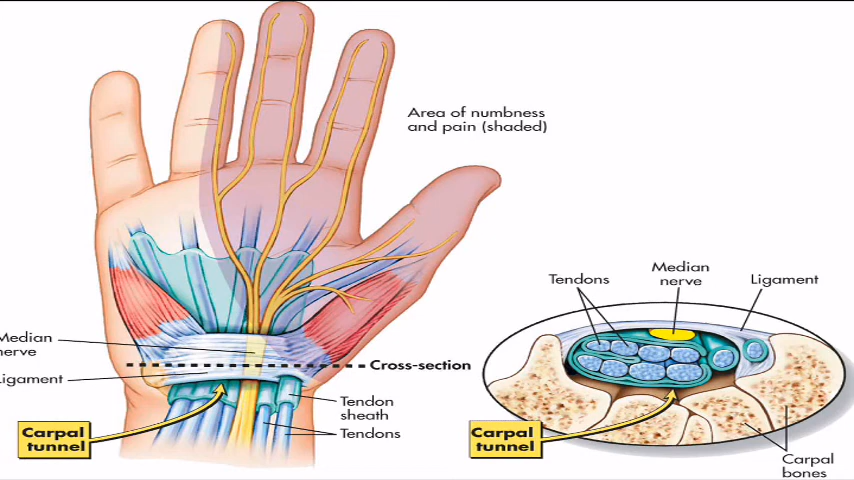 Area of numbness
and pain (shaded)
Median
nerve
Ligament
Cross-section
Tendon
sheath
Tendons
Carpal
tunnel
Tendons
Median
nerve
Ligament
Carpal
tunnel
Carpal
bones